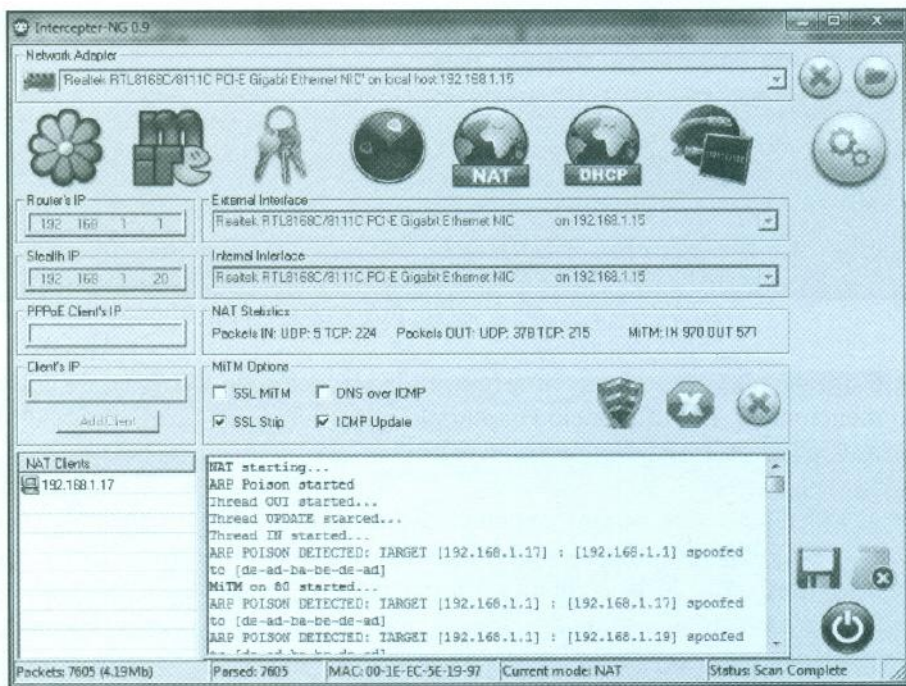 Intercepter-NG 0.9
Network Adapter
'Realtek RTL8168C/8111C PCI-E Gigabit Ethernet NIC' on local host: 192.168.1.15
NAT
DHCP
Router's IP
192 168 1 1
External Interface
Realtek RTL8168C/8111C PCI-E Gigabit Ethernet NIC on 192.168.1.15
Stealth IP
192 168 1 20
Internal Interface
Realtek RTL8168C/8111C PCI-E Gigabit Ethernet NIC on 192.168.1.15
PPPoE Client's IP
NAT Statistics
Packets IN: UDP: 5 TCP: 224 Packets OUT: UDP: 378 TCP: 215 MiTM: IN 970 OUT 571
Client's IP
MiTM Options
SSL MiTM
DNS over ICMP
Add Client
SSL Strip
ICMP Update
NAT Clients
192.168.1.17
NAT starting...
ARP Poison started
Thread OUT started...
Thread UPDATE started...
Thread IN started...
ARP POISON DETECTED: TARGET [192.168.1.17] : [192.168.1.1] spoofed
to [de-ad-ba-be-de-ad]
MiTM on 80 started...
ARP POISON DETECTED: TARGET [192.168.1.1] : [192.168.1.17] spoofed
to [de-ad-ba-be-de-ad]
ARP POISON DETECTED: TARGET [192.168.1.1] : [192.168.1.19] spoofed
Packets: 7605 (4.19Mb)
Parsed: 7605
MAC: 00-1E-EC-5E-19-97
Current mode: NAT
Status: Scan Complete